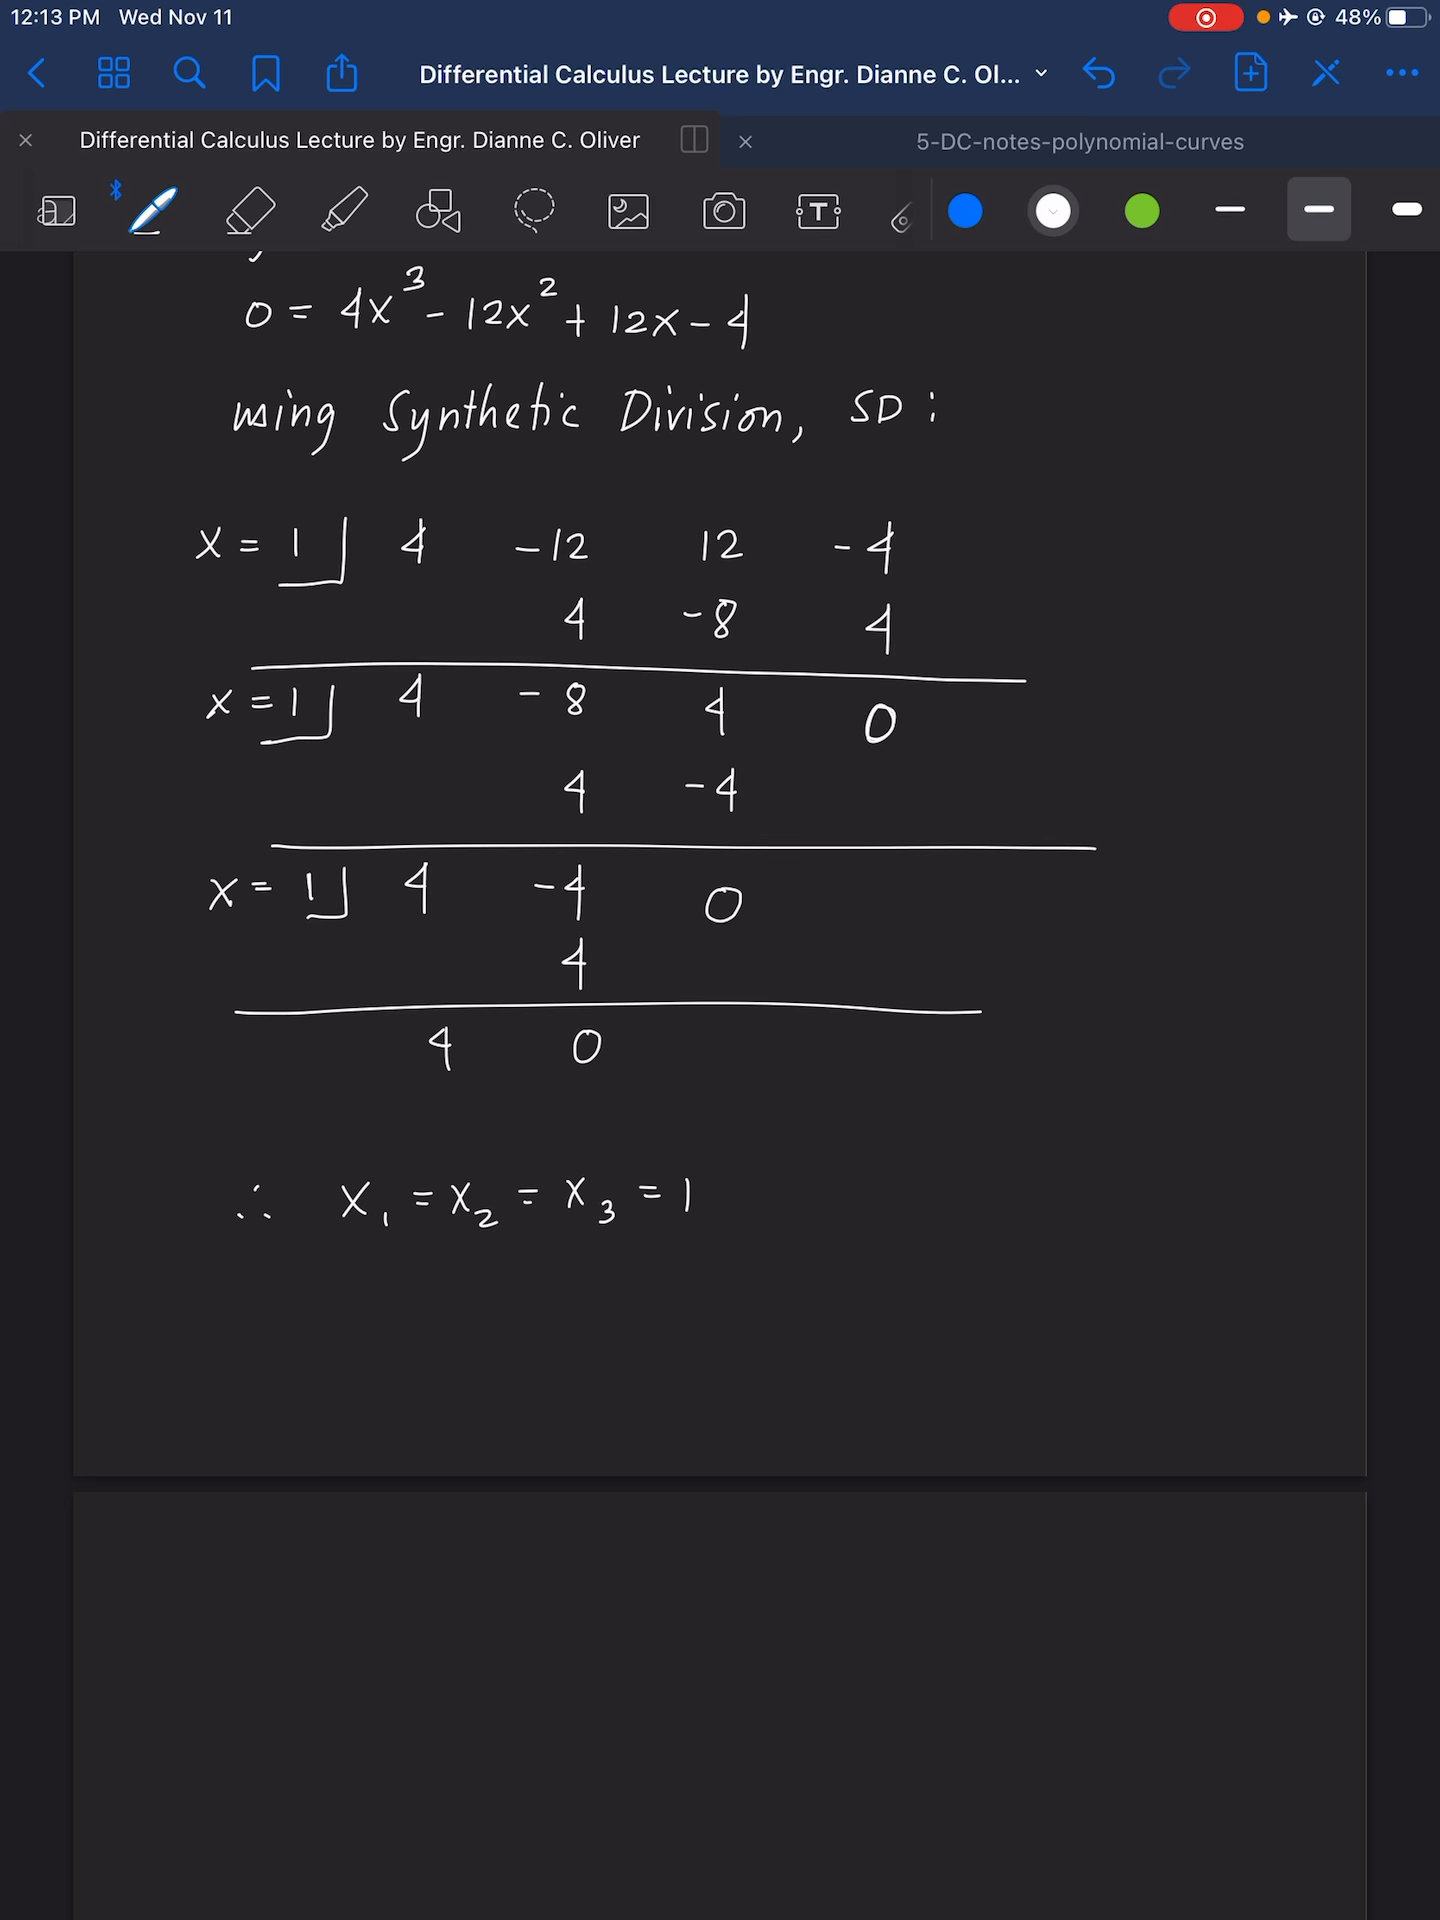 12:13 PM Wed Nov 11
48%
Differential Calculus Lecture by Engr. Dianne C. Ol...
Differential Calculus Lecture by Engr. Dianne C. Oliver
5-DC-notes-polynomial-curves
T
0 = 4x³ - 12x² + 12x - 4
using Synthetic Division, SD :
x = 1 4 -12 12 -4
4 -8 4
x = 1 4 -8 4 0
4 -4
x = 1 4 -4 0
4
4 0
∴ x₁ = x₂ = x₃ = 1